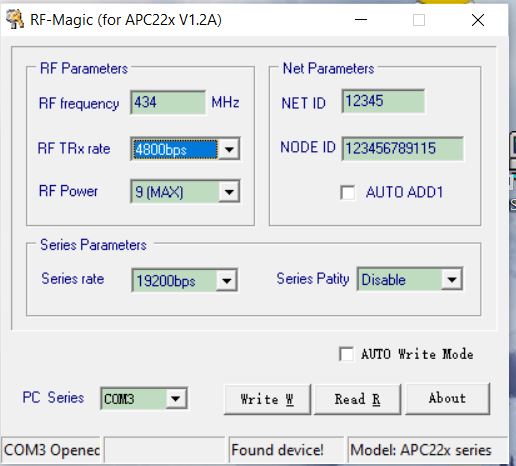 RF-Magic (for APC22x V1.2A)
RF Parameters
RF frequency 434 MHz
RF TRx rate 4800bps
RF Power 9 (MAX)
Net Parameters
NET ID 12345
NODE ID 123456789115
AUTO ADD1
Series Parameters
Series rate 19200bps Series Patity Disable
AUTO Write Mode
PC Series COM3 Write W Read R About
COM3 Opened Found device! Model: APC22x series